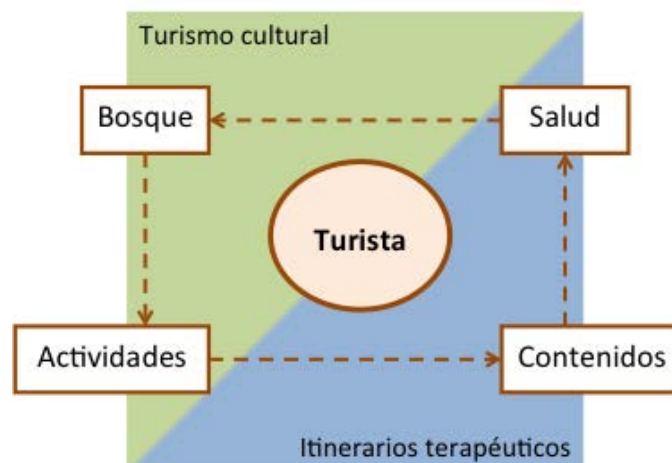 Turismo cultural
Bosque
Salud
Turista
Actividades
Contenidos
Itinerarios terapéuticos